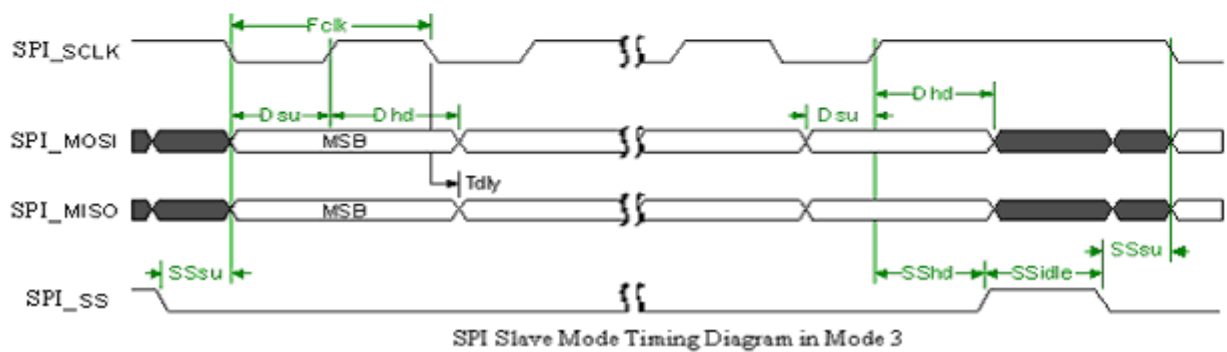 Fclk
SPI_SCLK
Dsu Dhd Dsu Dhd
SPI_MOSI MSB
Tdly
SPI_MISO MSB
SSsu SShd SSidle SSsu
SPI_SS
SPI Slave Mode Timing Diagram in Mode 3